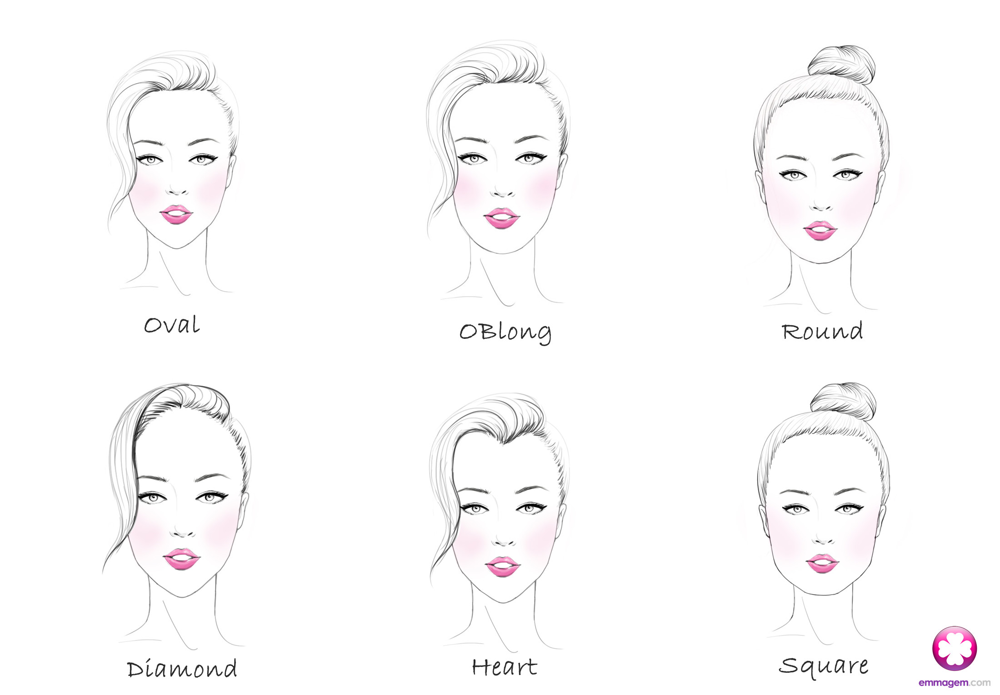 Oval
OBlong
Round
Diamond
Heart
Square
emmagem.com